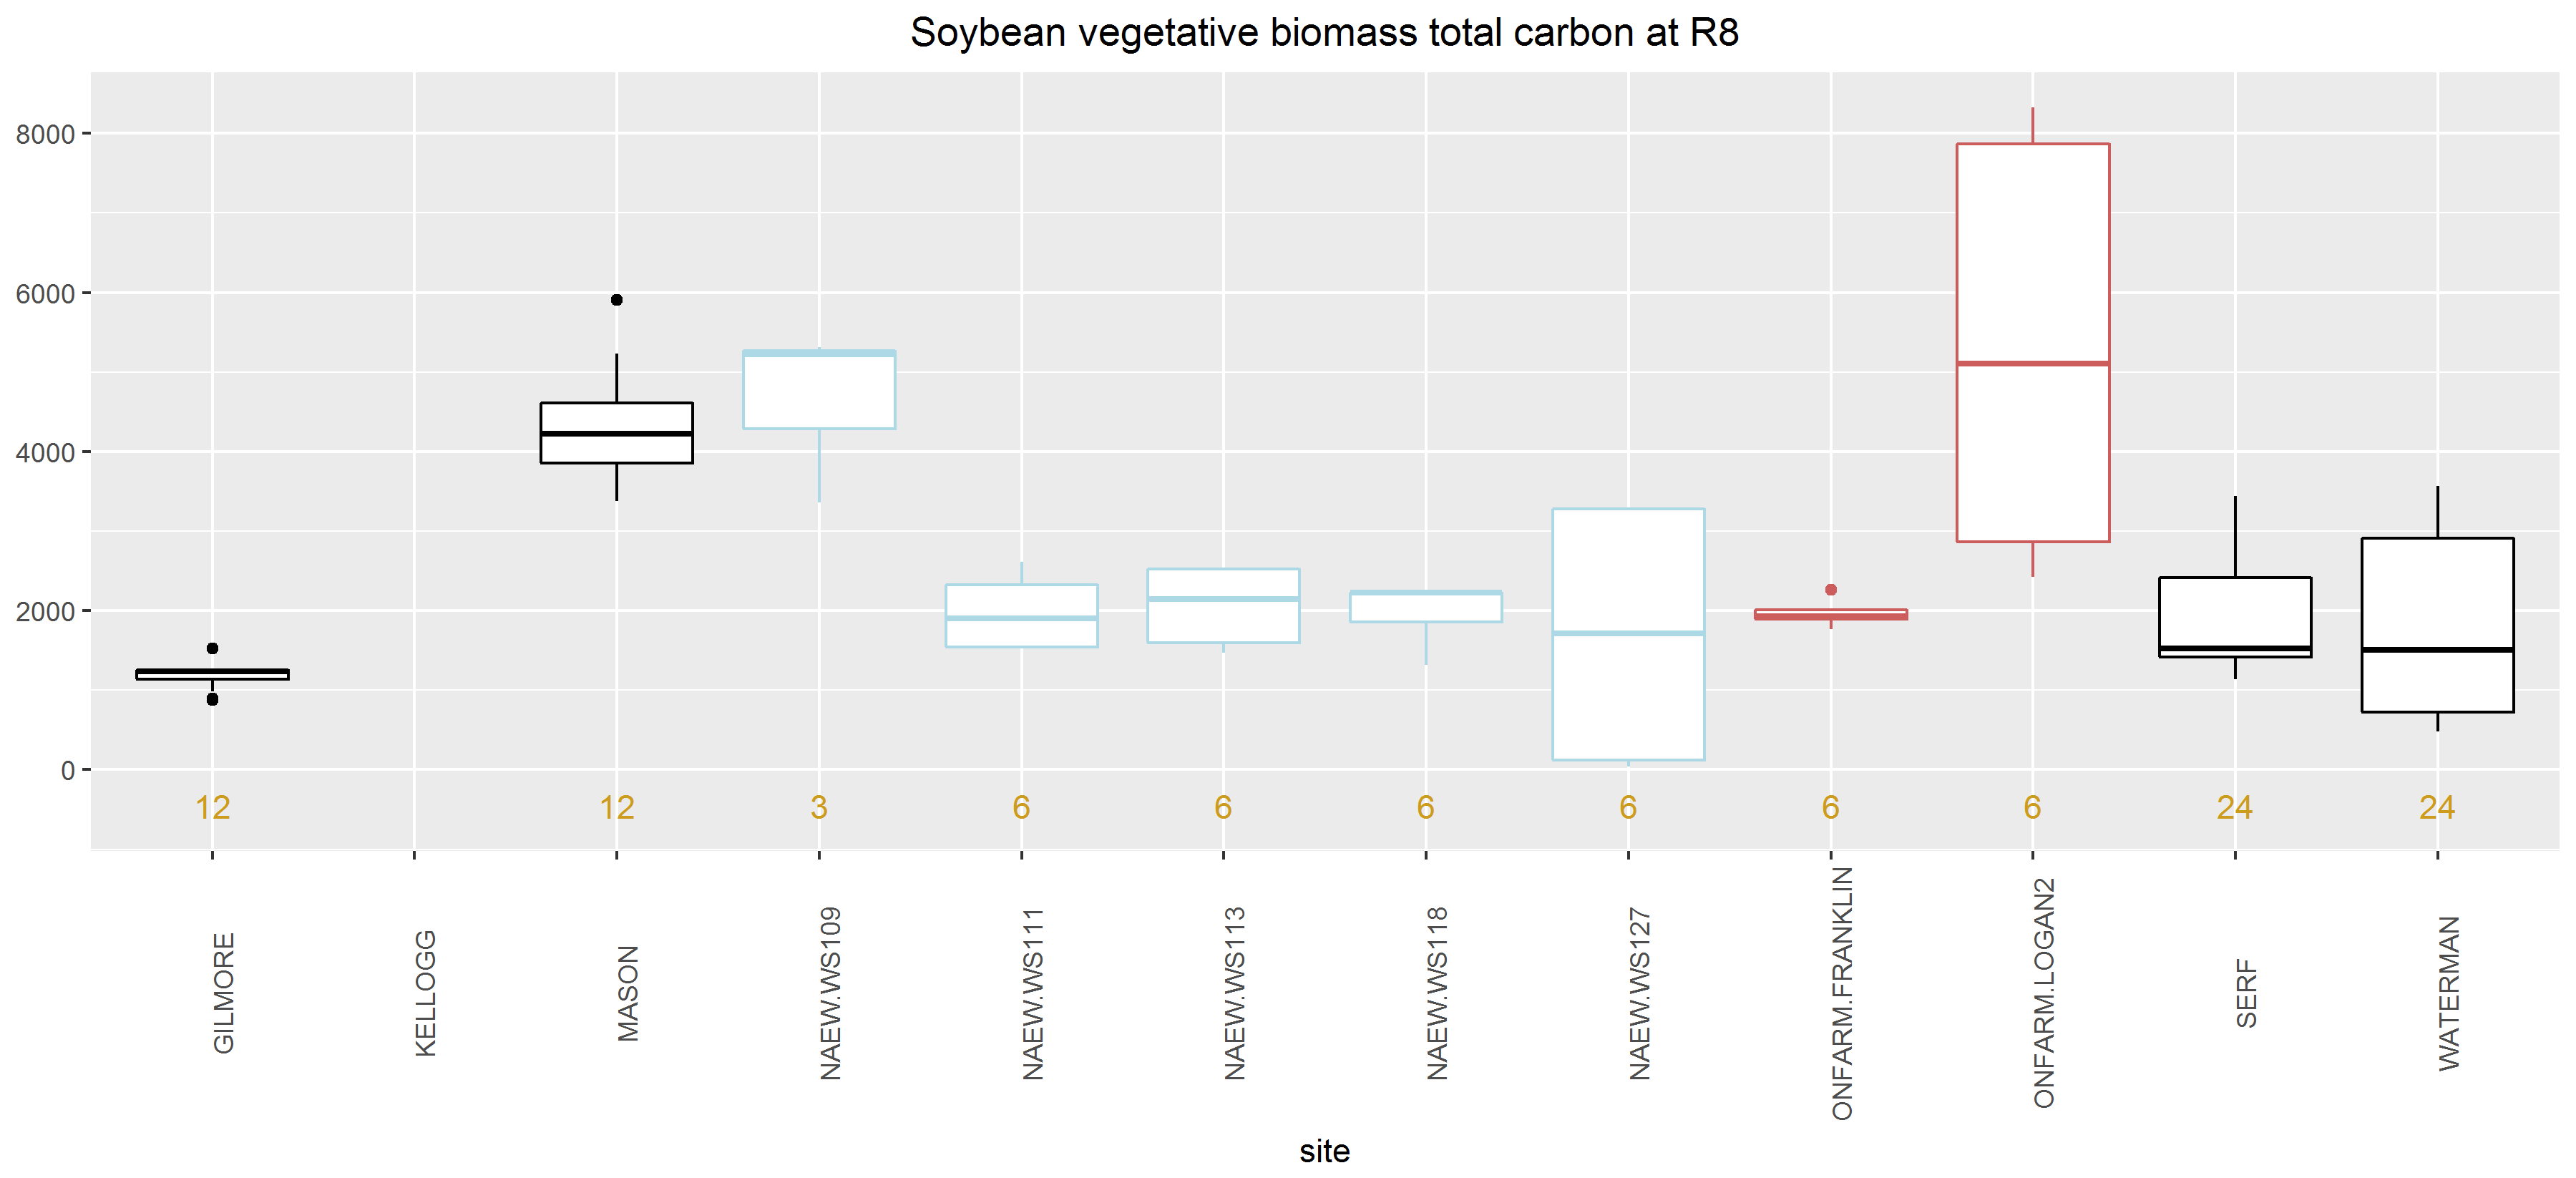 Soybean vegetative biomass total carbon at R8
8000
6000
4000
2000
0
12 12 3 6 6 6 6 6 6 24 24
GILMORE
KELLOGG
MASON
NAEW.WS109
NAEW.WS111
NAEW.WS113
NAEW.WS118
NAEW.WS127
ONFARM.FRANKLIN
ONFARM.LOGAN2
SERF
WATERMAN
site